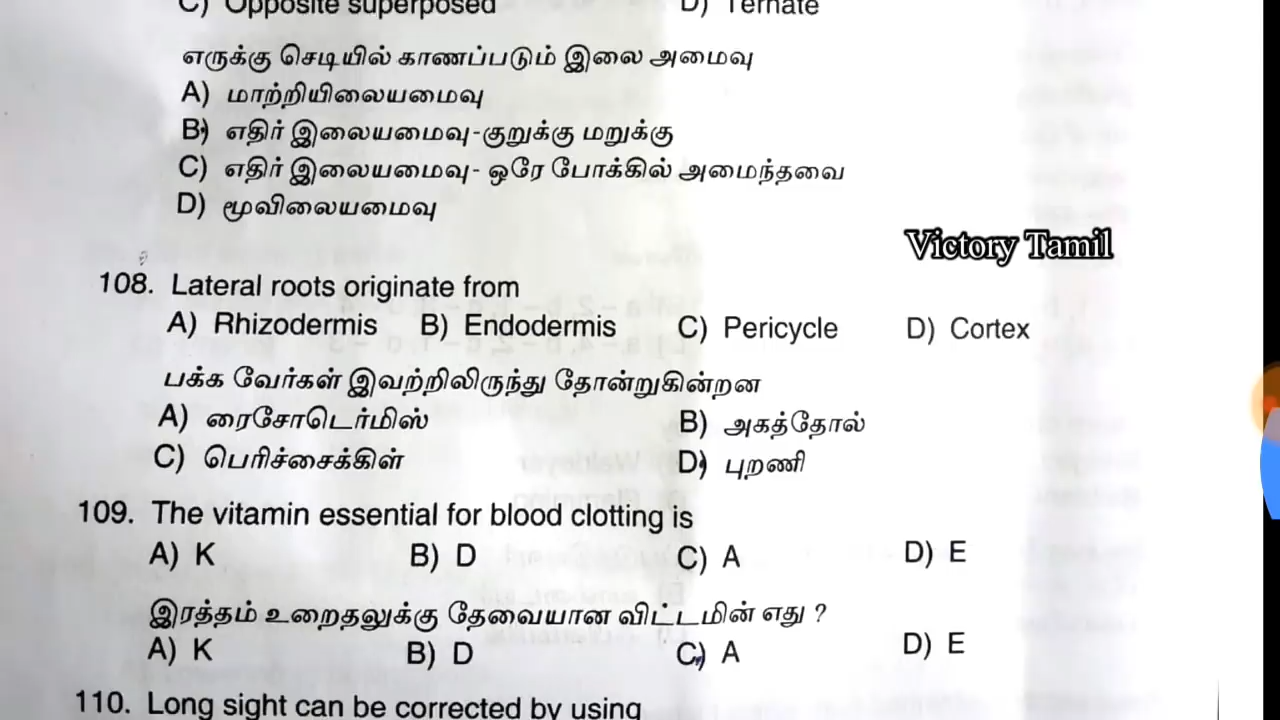 C) Opposite superposed D) Ternate
எருக்கு செடியில் காணப்படும் இலை அமைவு
A) மாற்றியிலையமைவு
B) எதிர் இலையமைவு-குறுக்கு மறுக்கு
C) எதிர் இலையமைவு- ஒரே போக்கில் அமைந்தவை
D) மூவிலையமைவு
Victory Tamil
108. Lateral roots originate from
A) Rhizodermis B) Endodermis C) Pericycle D) Cortex
பக்க வேர்கள் இவற்றிலிருந்து தோன்றுகின்றன
A) ரைசோடெர்மிஸ் B) அகத்தோல்
C) பெரிச்சைக்கிள் D) புறணி
109. The vitamin essential for blood clotting is
A) K B) D C) A D) E
இரத்தம் உறைதலுக்கு தேவையான விட்டமின் எது ?
A) K B) D C) A D) E
110. Long sight can be corrected by using